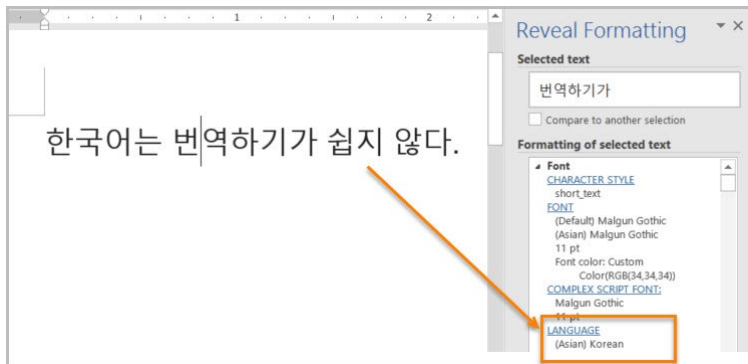 1 2
Reveal Formatting
Selected text
번역하기가
Compare to another selection
한국어는 번역하기가 쉽지 않다.
Formatting of selected text
Font
CHARACTER STYLE
short_text
FONT
(Default) Malgun Gothic
(Asian) Malgun Gothic
11 pt
Font color: Custom
Color(RGB(34,34,34))
COMPLEX SCRIPT FONT:
Malgun Gothic
11 pt
LANGUAGE
(Asian) Korean